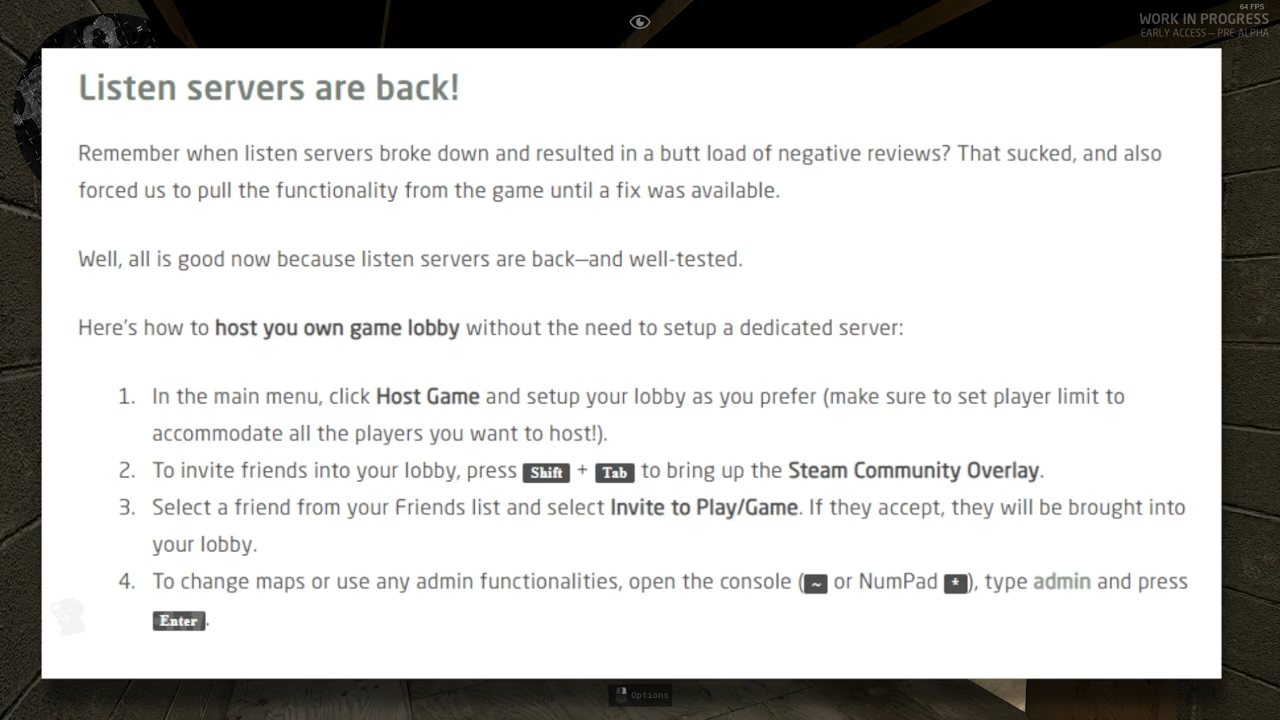 64 FPS
WORK IN PROGRESS
EARLY ACCESS – PRE-ALPHA
Listen servers are back!
Remember when listen servers broke down and resulted in a butt load of negative reviews? That sucked, and also
forced us to pull the functionality from the game until a fix was available.
Well, all is good now because listen servers are back—and well-tested.
Here's how to host you own game lobby without the need to setup a dedicated server:
1. In the main menu, click Host Game and setup your lobby as you prefer (make sure to set player limit to
accommodate all the players you want to host!).
2. To invite friends into your lobby, press Shift + Tab to bring up the Steam Community Overlay.
3. Select a friend from your Friends list and select Invite to Play/Game. If they accept, they will be brought into
your lobby.
4. To change maps or use any admin functionalities, open the console (~ or NumPad *), type admin and press
Enter.
Options